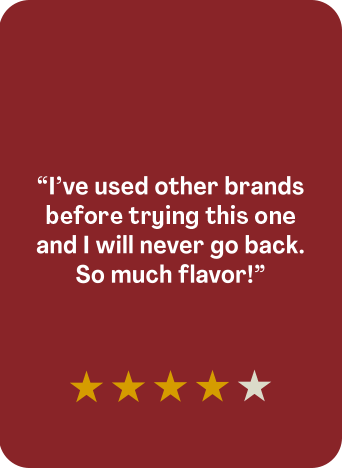 “I’ve used other brands
before trying this one
and I will never go back.
So much flavor!”